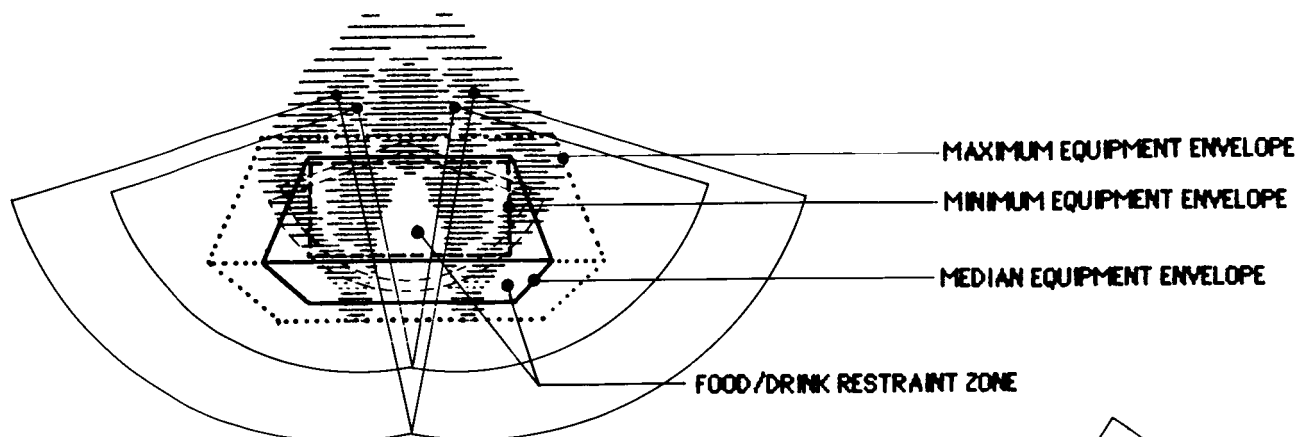 MAXIMUM EQUIPMENT ENVELOPE
MINIMUM EQUIPMENT ENVELOPE
MEDIAN EQUIPMENT ENVELOPE
FOOD/DRINK RESTRAINT ZONE